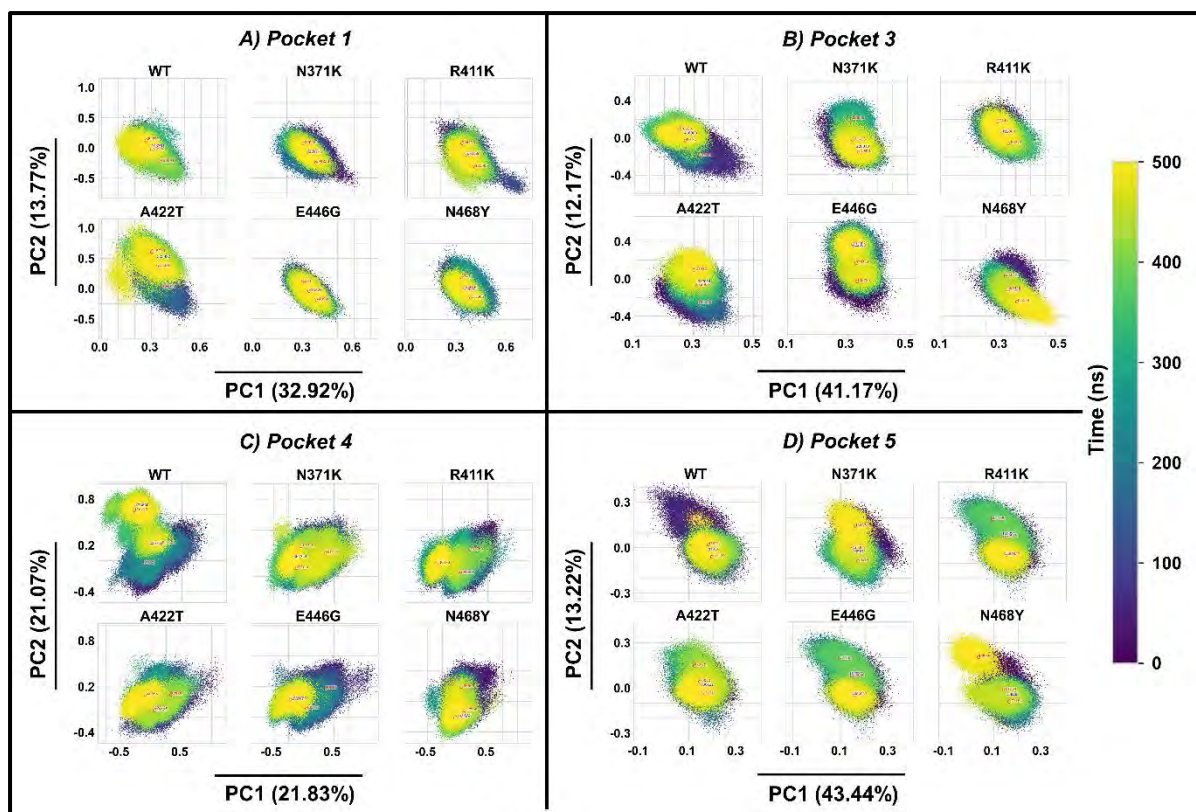 A) Pocket 1
WT N371K R411K
1.0
0.5
0.0
-0.5
A422T E446G N468Y
1.0
0.5
0.0
-0.5
0.0 0.3 0.6 0.0 0.3 0.6 0.0 0.3 0.6
PC2 (13.77%)
PC1 (32.92%)
B) Pocket 3
WT N371K R411K
0.4
0.0
-0.4
A422T E446G N468Y
0.4
0.0
-0.4
0.1 0.3 0.5 0.1 0.3 0.5 0.1 0.3 0.5
PC2 (12.17%)
PC1 (41.17%)
C) Pocket 4
WT N371K R411K
0.8
0.2
-0.4
A422T E446G N468Y
0.8
0.2
-0.4
-0.5 0.5 -0.5 0.5 -0.5 0.5
PC2 (21.07%)
PC1 (21.83%)
D) Pocket 5
WT N371K R411K
0.3
0.0
-0.3
A422T E446G N468Y
0.3
0.0
-0.3
-0.1 0.1 0.3 -0.1 0.1 0.3 -0.1 0.1 0.3
PC2 (13.22%)
PC1 (43.44%)
500
400
300
200
100
0
Time (ns)